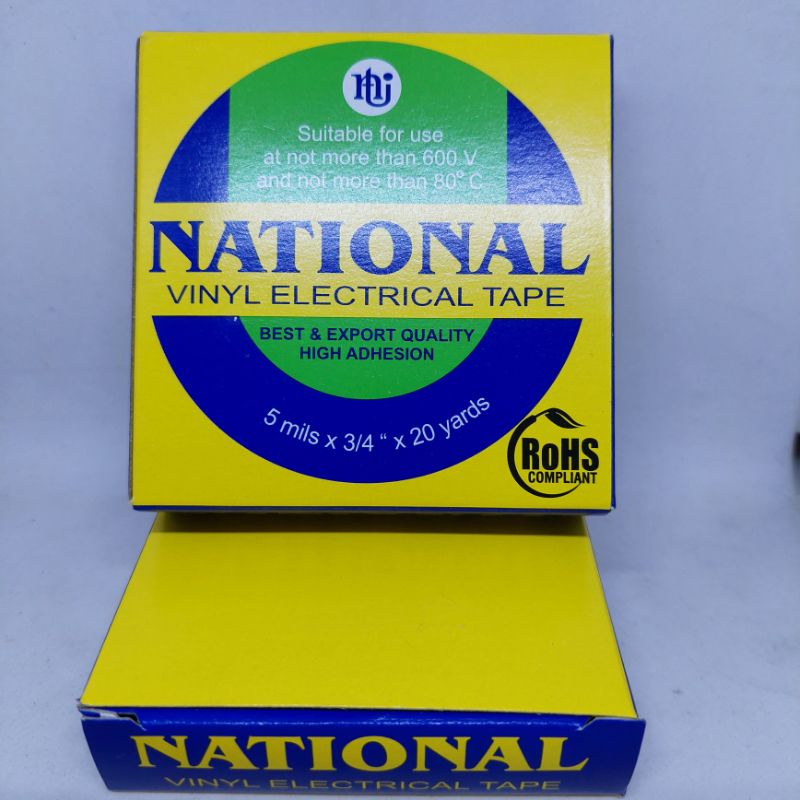 Suitable for use
at not more than 600 V
and not more than 80° C
NATIONAL
VINYL ELECTRICAL TAPE
BEST & EXPORT QUALITY
HIGH ADHESION
5 mils x 3/4 " x 20 yards
RoHS
COMPLIANT
NATIONAL
VINYL ELECTRICAL TAPE